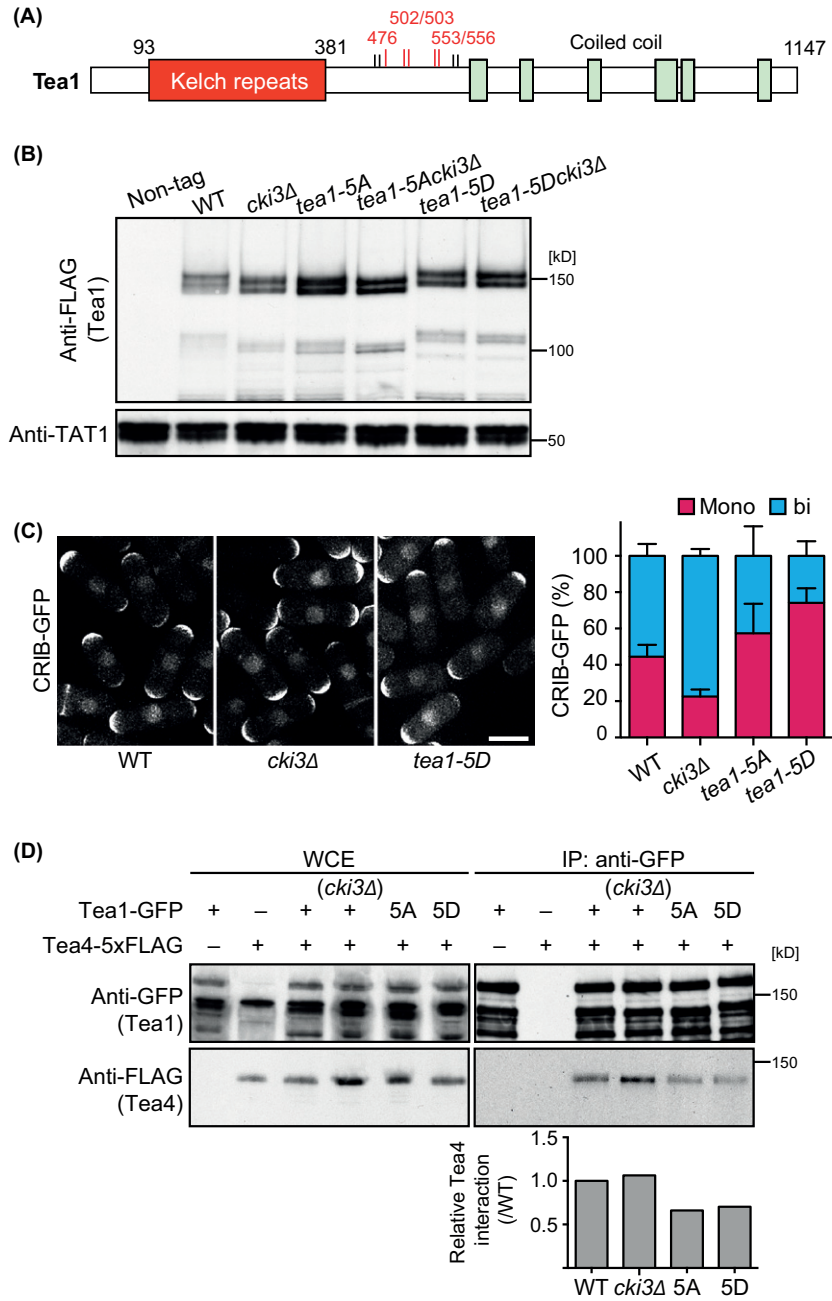 (A)
502/503
93 381 476 553/556 Coiled coil 1147
Tea1 Kelch repeats
(B)
Non-tag WT cki3Δ tea1-5A tea1-5Acki3Δ tea1-5D tea1-5Dcki3Δ
Anti-FLAG
(Tea1)
[kD]
150
100
Anti-TAT1
50
(C)
CRIB-GFP
WT cki3Δ tea1-5D
Mono bi
CRIB-GFP (%)
100
80
60
40
20
0
WT cki3Δ tea1-5A tea1-5D
(D)
WCE IP: anti-GFP
(cki3Δ) (cki3Δ)
Tea1-GFP + – + + 5A 5D + – + + 5A 5D
Tea4-5xFLAG – + + + + + – + + + + +
[kD]
Anti-GFP
(Tea1)
150
Anti-FLAG
(Tea4)
150
Relative Tea4
interaction
(/WT)
1.5
1.0
0.5
WT cki3Δ 5A 5D